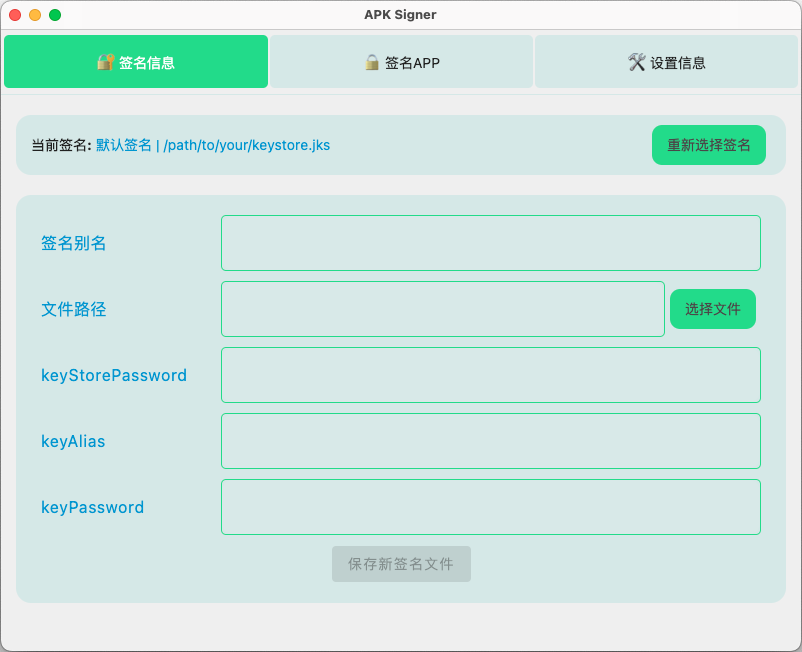 APK Signer
签名信息
签名APP
设置信息
当前签名: 默认签名 | /path/to/your/keystore.jks
重新选择签名
签名别名
文件路径
选择文件
keyStorePassword
keyAlias
keyPassword
保存新签名文件